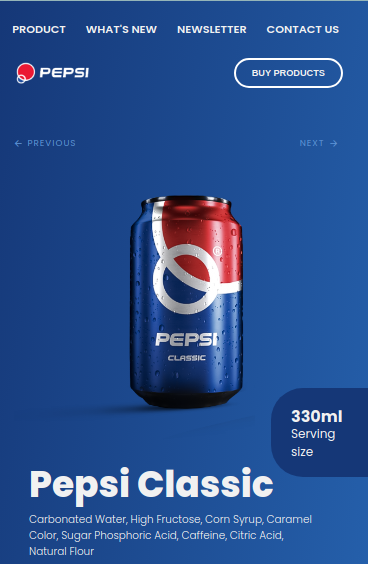 PRODUCT WHAT'S NEW NEWSLETTER CONTACT US
PEPSI BUY PRODUCTS
← PREVIOUS NEXT →
®
PEPSI
CLASSIC
330ml
Serving
size
Pepsi Classic
Carbonated Water, High Fructose, Corn Syrup, Caramel
Color, Sugar Phosphoric Acid, Caffeine, Citric Acid,
Natural Flour